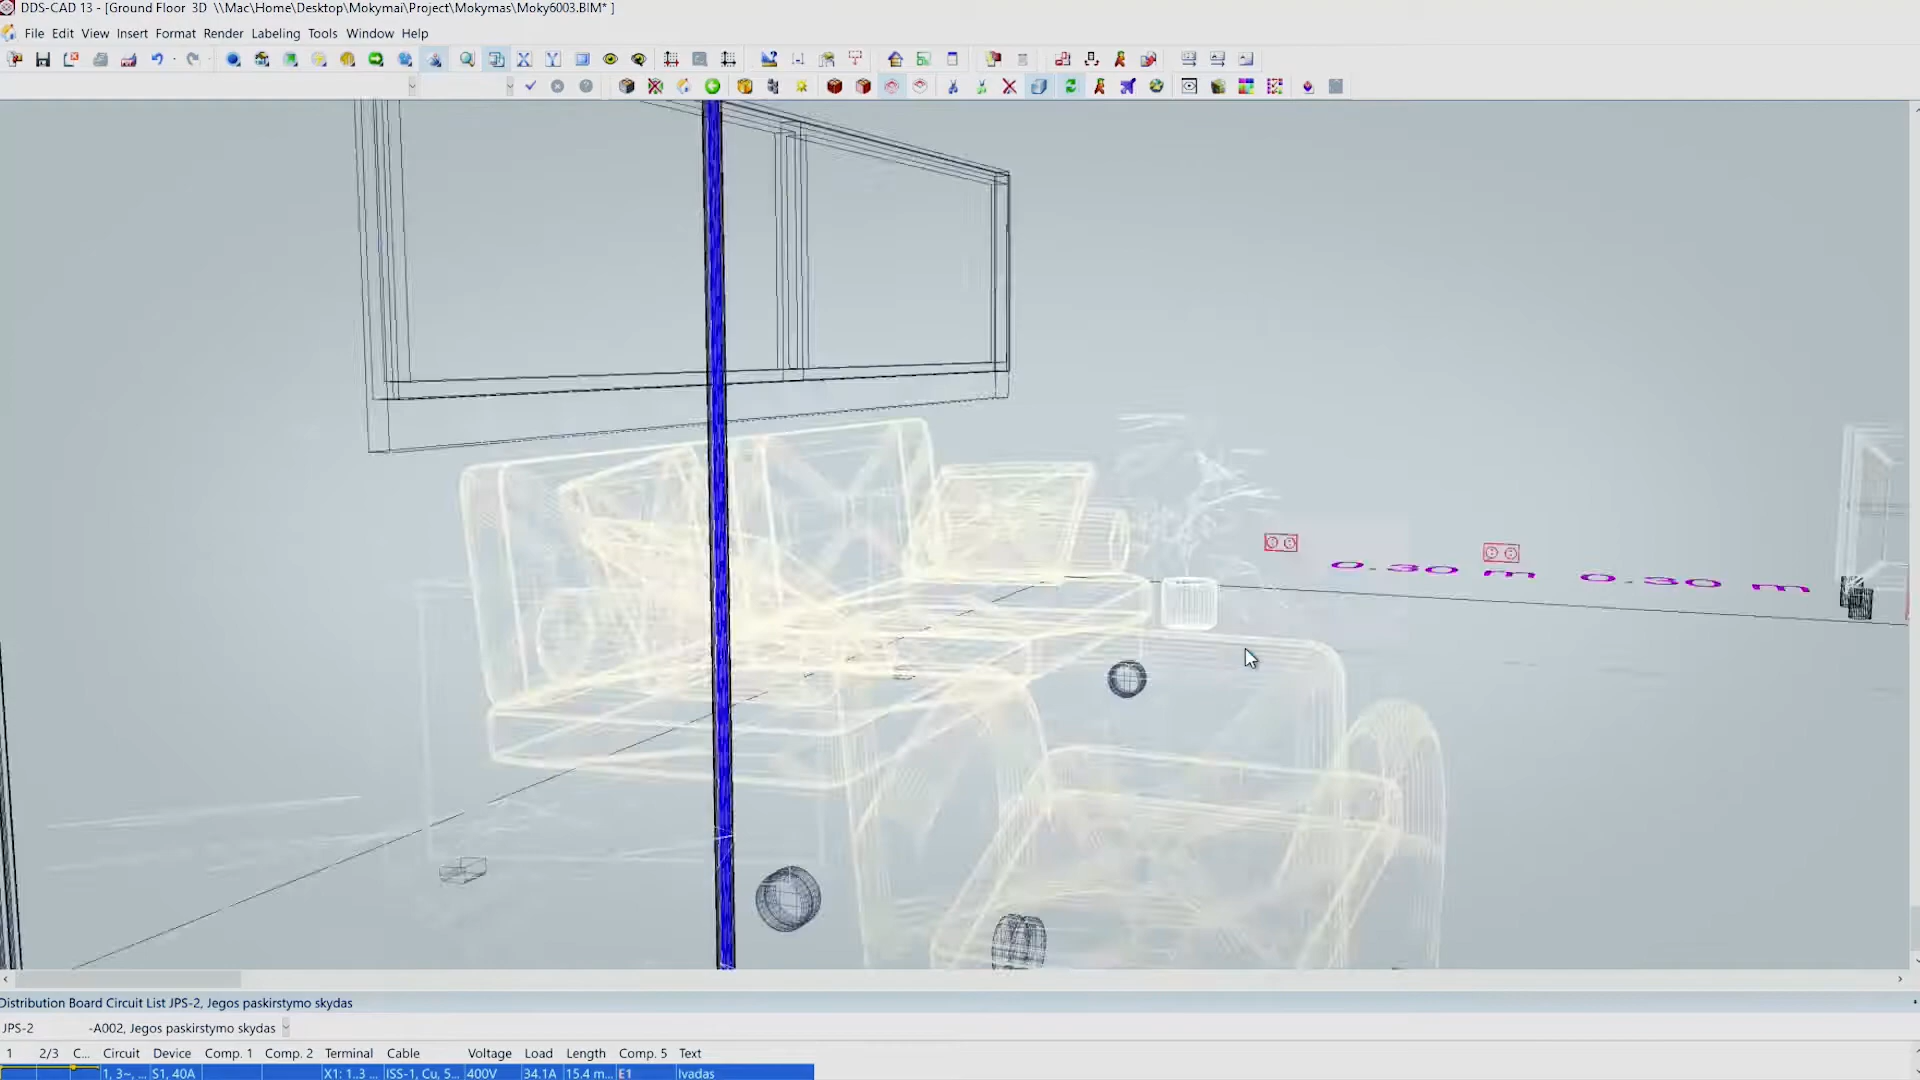 DDS-CAD 13 - [Ground Floor 3D \\Mac\Home\Desktop\Mokymai\Project\Mokymas\Moky6003.BIM* ]
File Edit View Insert Format Render Labeling Tools Window Help
0.30 m 0.30 m
Distribution Board Circuit List JPS-2, Jegos paskirstymo skydas
JPS-2 -A002, Jegos paskirstymo skydas
1 2/3 C... Circuit Device Comp. 1 Comp. 2 Terminal Cable Voltage Load Length Comp. 5 Text
1, 3~, ... S1, 40A X1: 1..3 ... ISS-1, Cu, 5... 400V 34.1A 15.4 m... E1 Ivadas